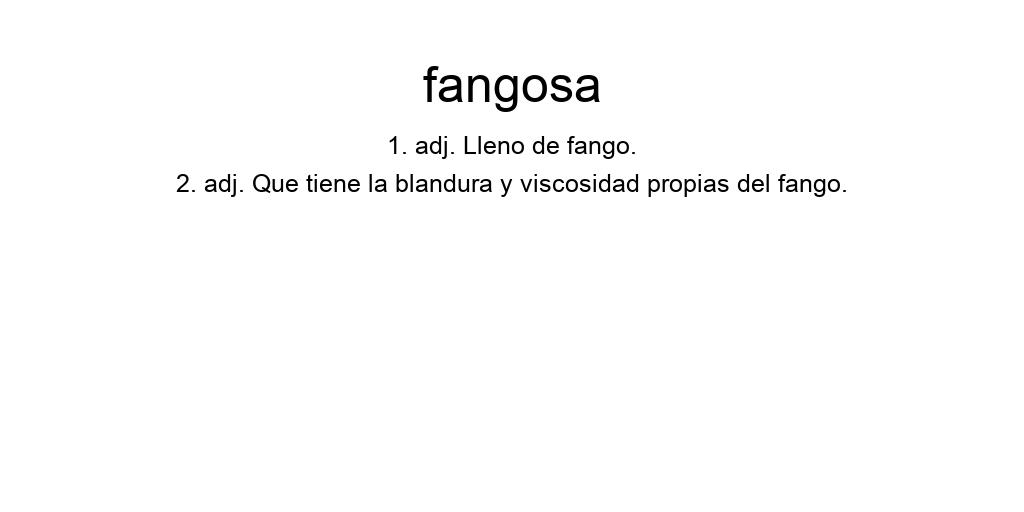 fangosa
1. adj. Lleno de fango.
2. adj. Que tiene la blandura y viscosidad propias del fango.